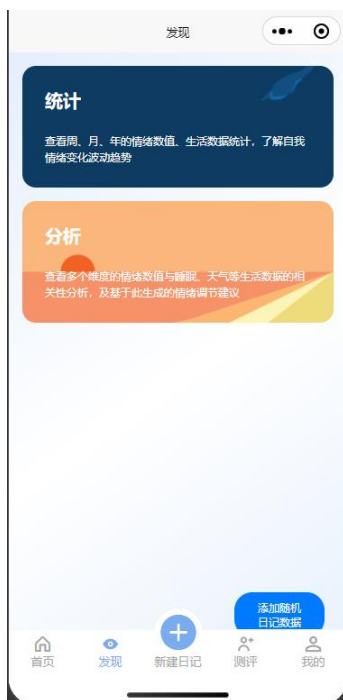 发现
统计
查看周、月、年的情绪数值、生活数据统计，了解自我
情绪变化波动趋势
分析
查看多个维度的情绪数值与睡眠、天气等生活数据的相
关性分析，及基于此生成的情绪调节建议
添加随机
日记数据
首页
发现
新建日记
测评
我的